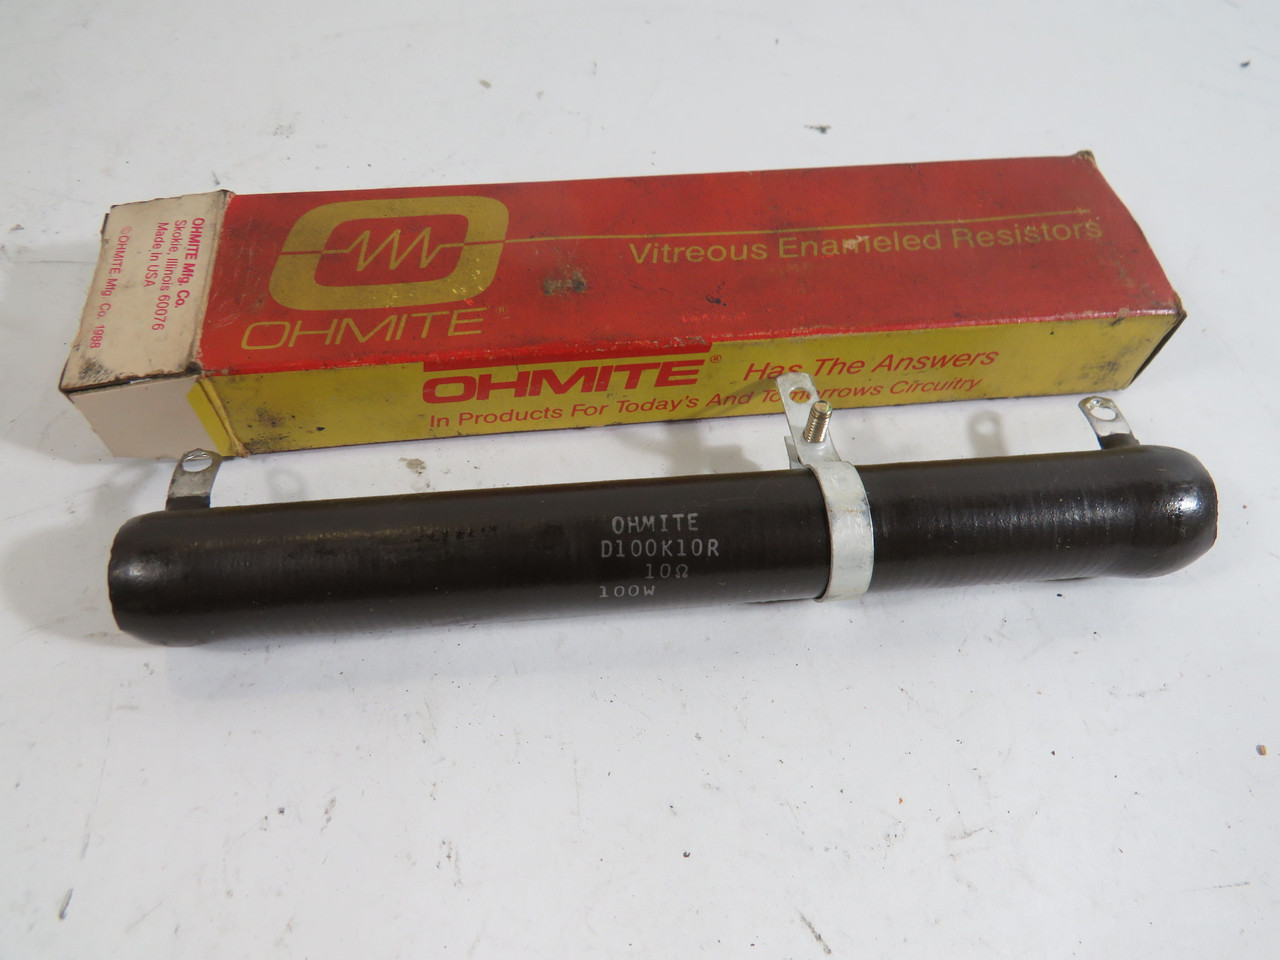 OHMITE Mfg. Co.
Skokie, Illinois 60076
Made In USA
©OHMITE Mfg. Co. 1988
OHMITE®
Vitreous Enameled Resistors
OHMITE® Has The Answers
In Products For Today's And Tomorrows Circuitry
OHMITE
D100K10R
10Ω
100W